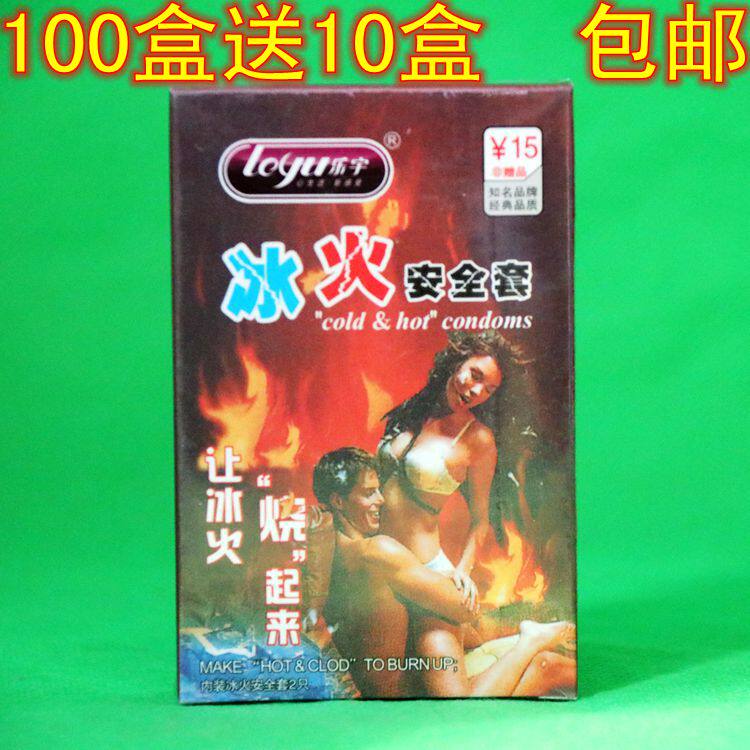 100盒送10盒 包邮
leyu乐宇®
¥15
非赠品
知名品牌
经典品质
冰火安全套
"cold & hot" condoms
让冰火
"烧"起来
MAKE "HOT & CLOD" TO BURN UP;
内装冰火安全套2只